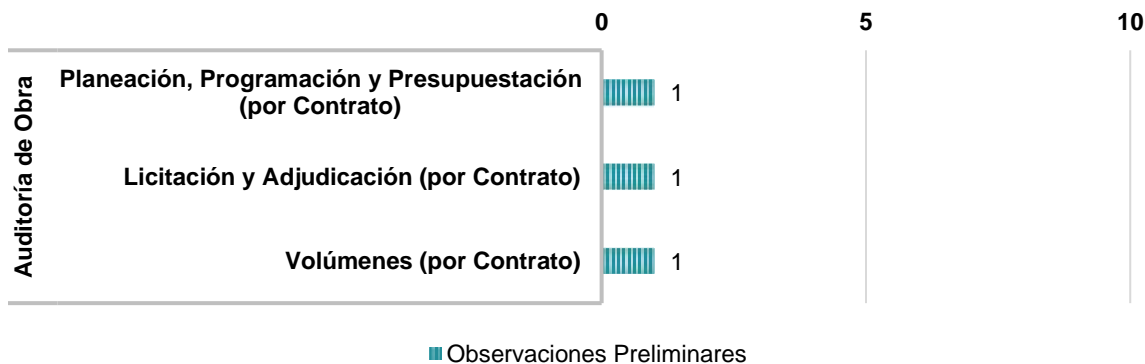 0 5 10
Auditoría de Obra
Planeación, Programación y Presupuestación
(por Contrato)
1
Licitación y Adjudicación (por Contrato)
1
Volúmenes (por Contrato)
1
Observaciones Preliminares